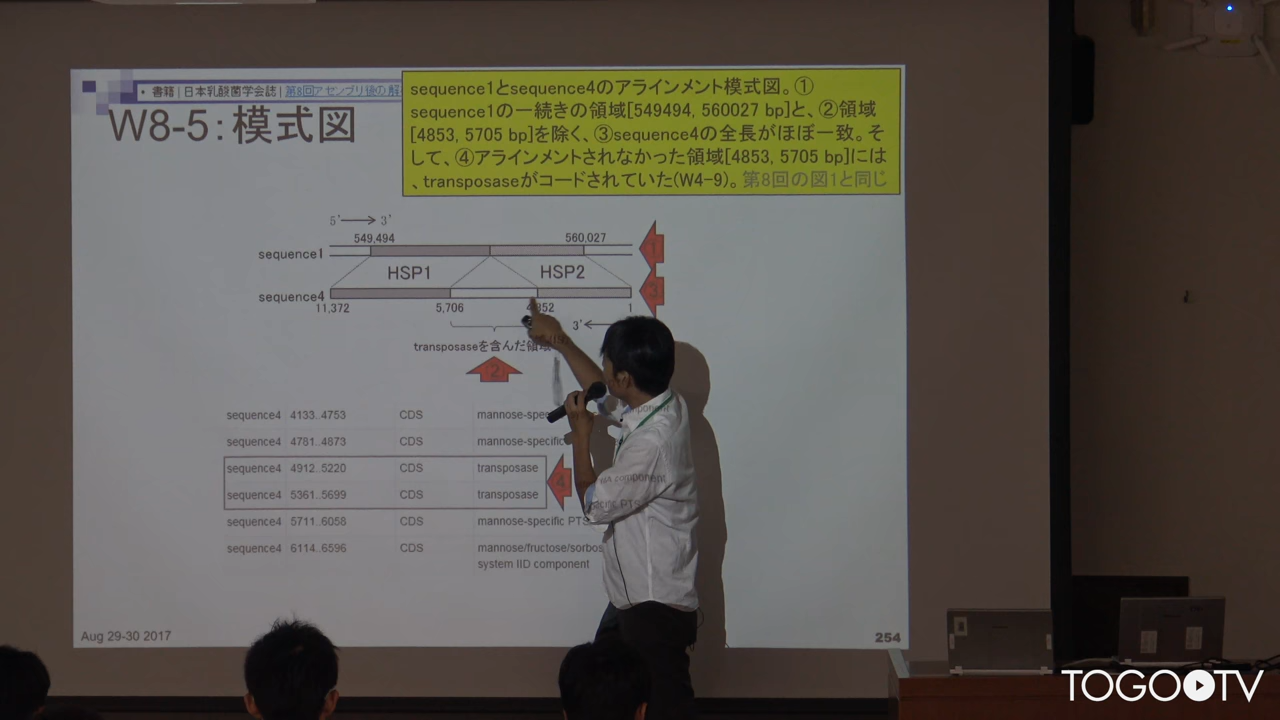 • 書籍 | 日本乳酸菌学会誌 | 第8回アセンブリ後の解
W8-5:模式図
sequence1とsequence4のアラインメント模式図。①
sequence1の一続きの領域[549494, 560027 bp]と、②領域
[4853, 5705 bp]を除く、③sequence4の全長がほぼ一致。そ
して、④アラインメントされなかった領域[4853, 5705 bp]には
、transposaseがコードされていた(W4-9)。第8回の図1と同じ
5' 3'
549,494 560,027
sequence1 1
HSP1 HSP2
sequence4 3
11,372 5,706 1
3'
transposaseを含んだ領域
2
sequence4 4133..4753 CDS mannose-spe
sequence4 4781..4873 CDS mannose-specific
sequence4 4912..5220 CDS transposase
4
component
sequence4 5361..5699 CDS transposase
sequence4 5711..6058 CDS mannose-specific PTS
sequence4 6114..6596 CDS mannose/fructose/sorbos
system IID component
Aug 29-30 2017
254
TOGO TV